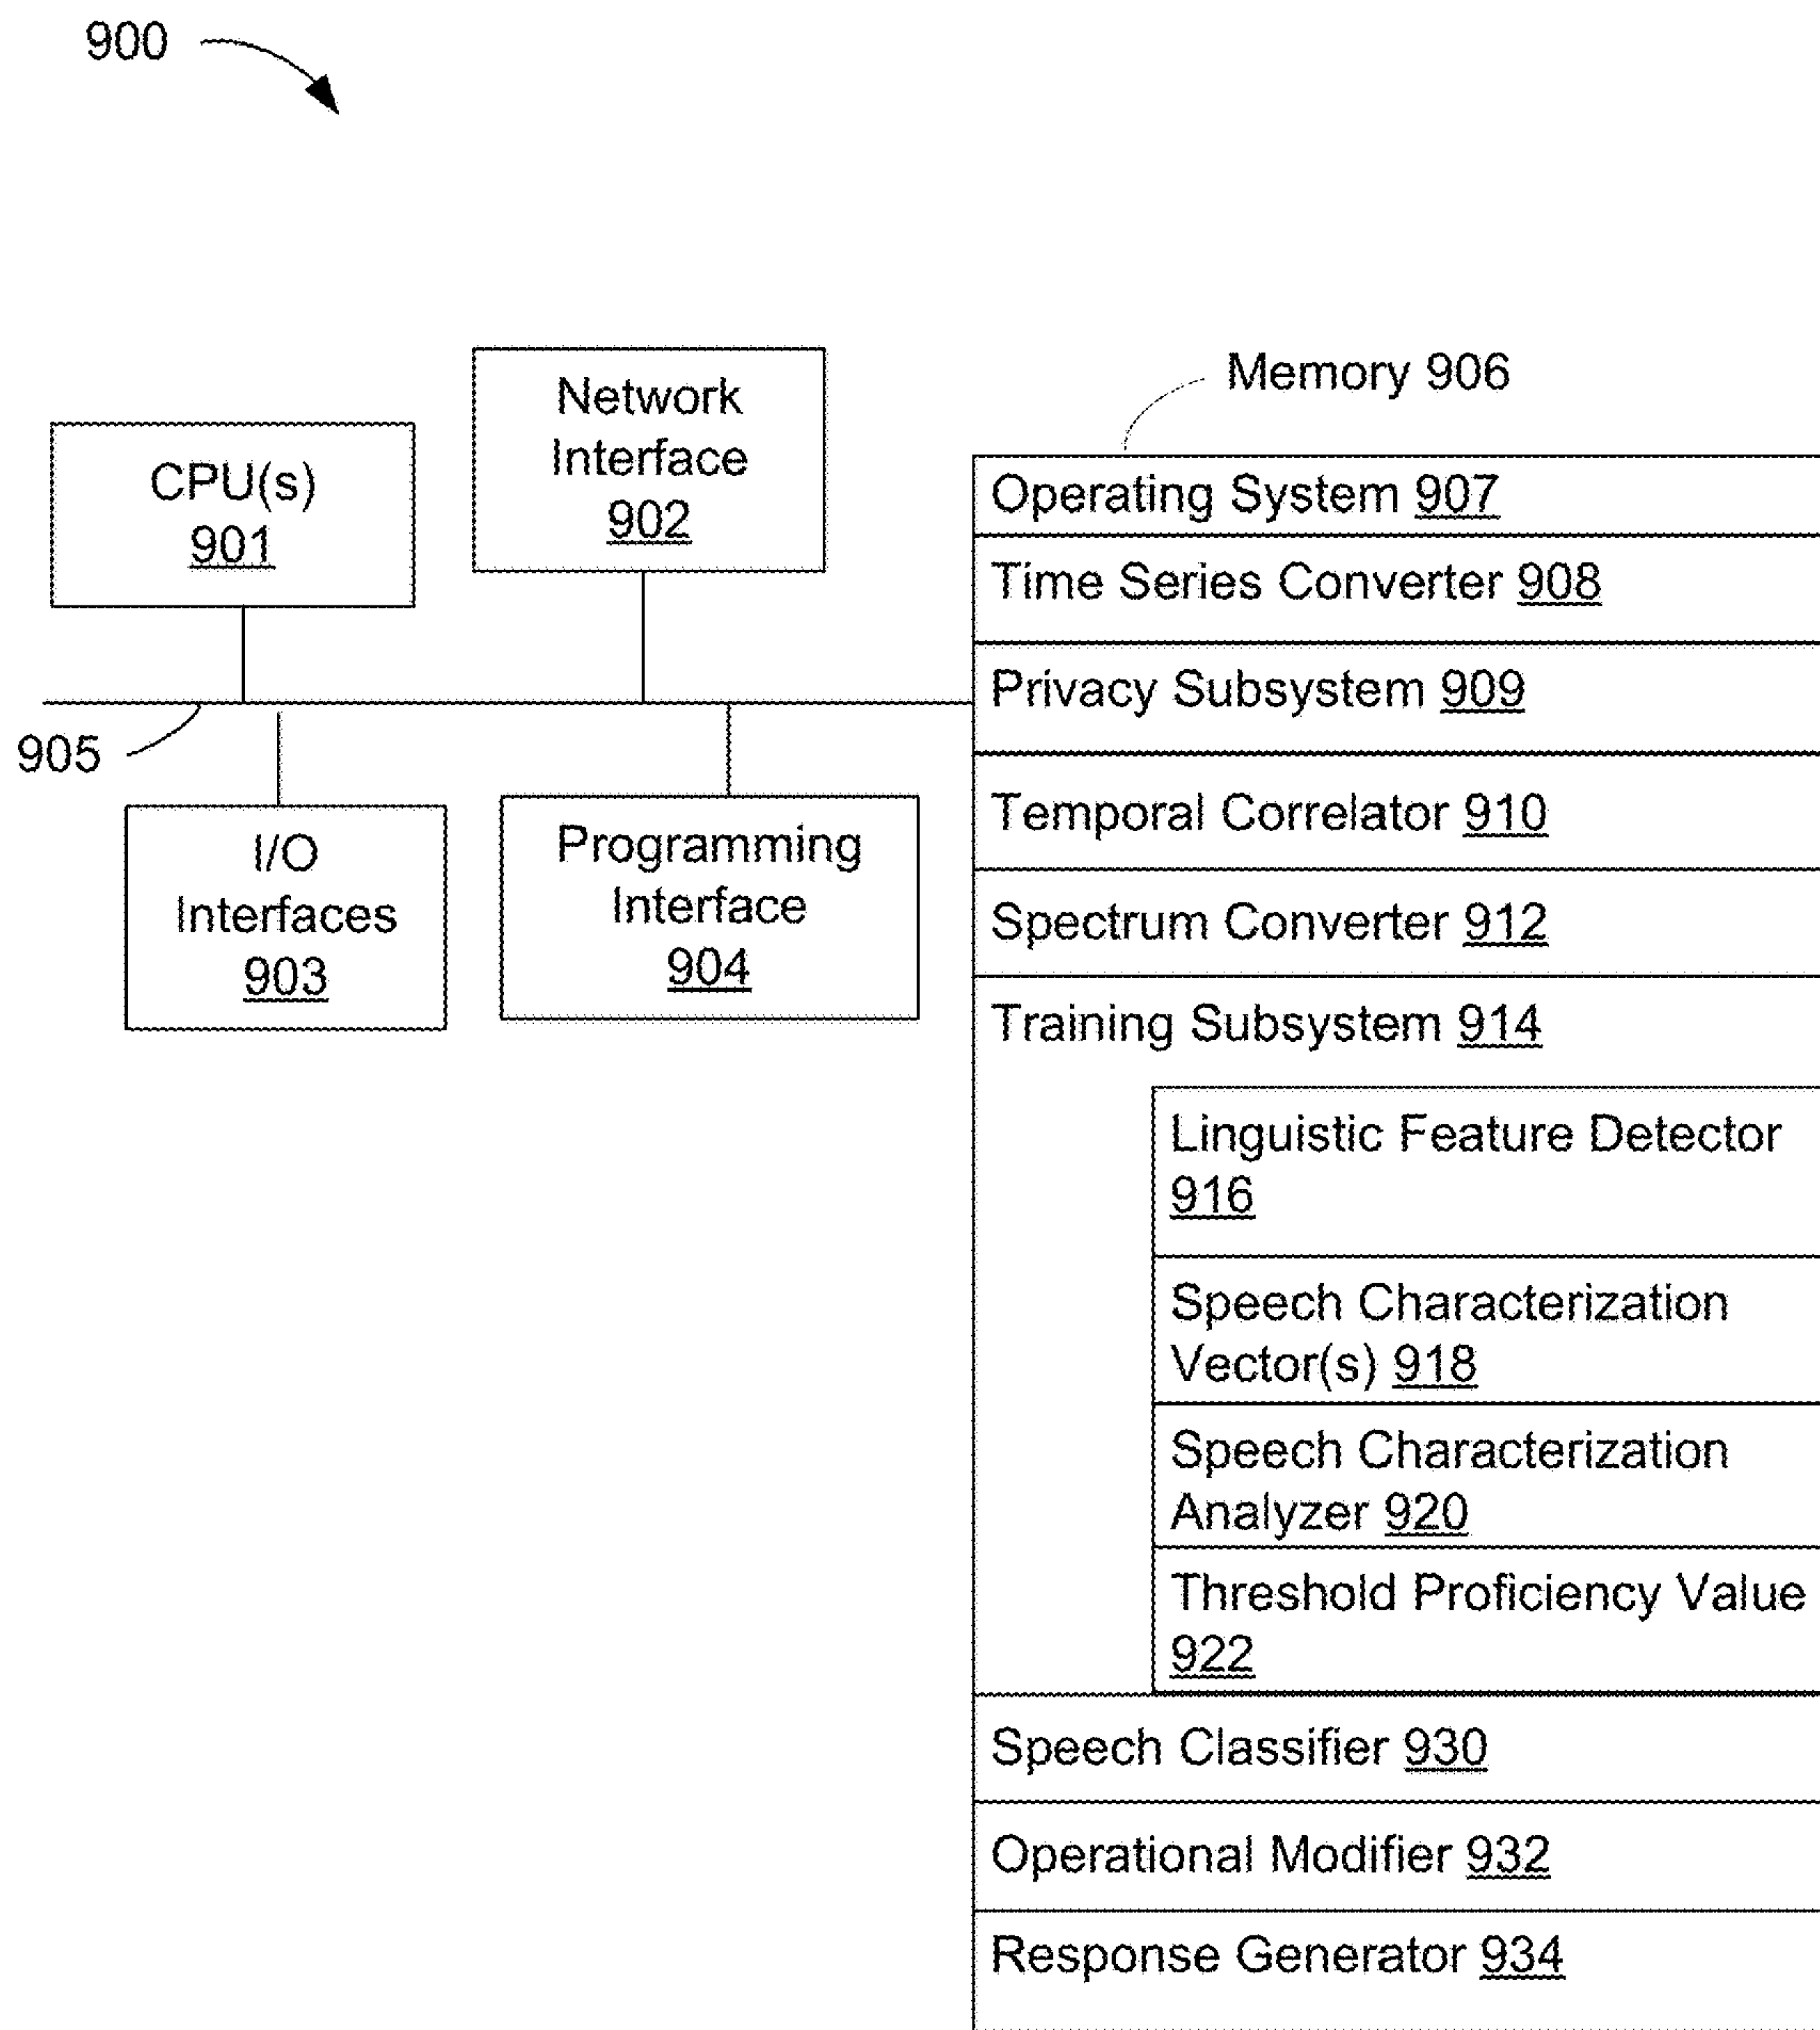 900
Network
Interface
902
CPU(s)
901
905
I/O
Interfaces
903
Programming
Interface
904
Memory 906
Operating System 907
Time Series Converter 908
Privacy Subsystem 909
Temporal Correlator 910
Spectrum Converter 912
Training Subsystem 914
Linguistic Feature Detector
916
Speech Characterization
Vector(s) 918
Speech Characterization
Analyzer 920
Threshold Proficiency Value
922
Speech Classifier 930
Operational Modifier 932
Response Generator 934